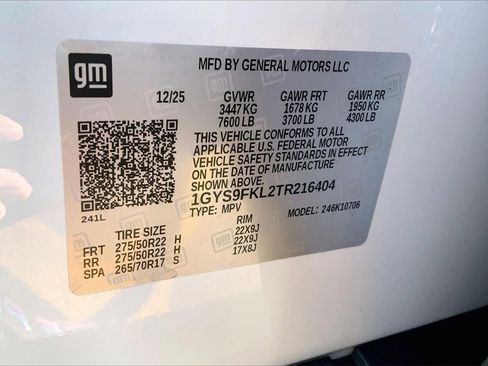 gm
MFD BY GENERAL MOTORS LLC
12/25 GVWR GAWR FRT GAWR RR
3447 KG 1678 KG 1950 KG
7600 LB 3700 LB 4300 LB
THIS VEHICLE CONFORMS TO ALL
APPLICABLE U.S. FEDERAL MOTOR
VEHICLE SAFETY STANDARDS IN EFFECT
ON THE DATE OF MANUFACTURE
SHOWN ABOVE
1GYS9FKL2TR216404
TYPE: MPV MODEL: 246K10706
241L
TIRE SIZE RIM
FRT 275/50R22 H 22X9J
RR 275/50R22 H 22X9J
SPA 265/70R17 S 17X8J